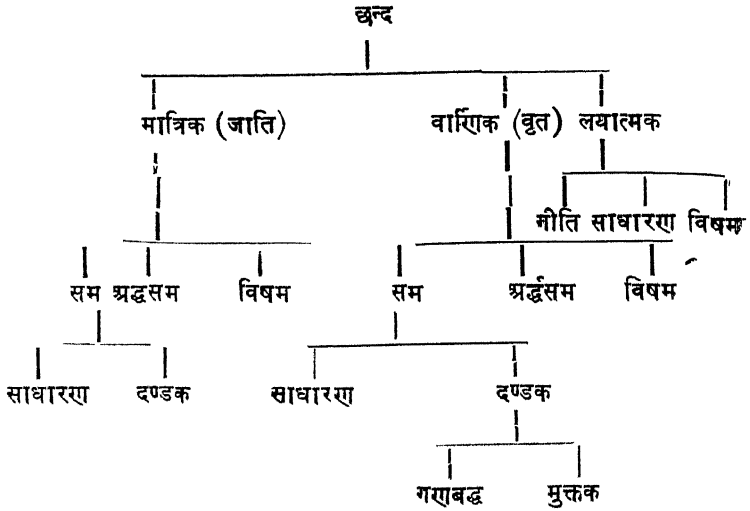 छन्द
मात्रिक (जाति) वार्णिक (वृत) लयात्मक
गीति साधारण विषम
सम अर्द्धसम विषम सम अर्द्धसम विषम
साधारण दण्डक साधारण दण्डक
गणबद्ध मुक्तक